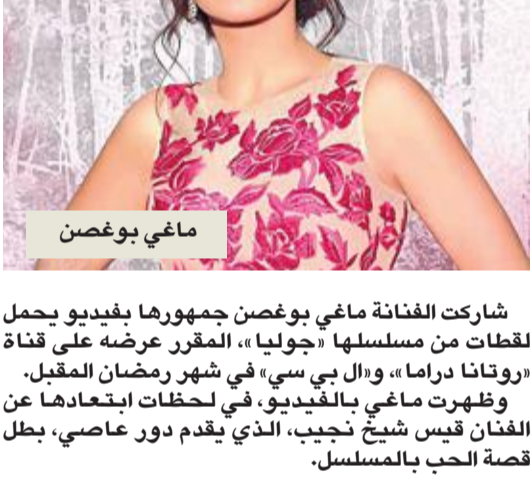 ماغي بوغصن
شاركت الفنانة ماغي بوغصن جمهورها بفيديو يحمل
لقطات من مسلسلها «جوليا»، المقرر عرضه على قناة
«روتانا دراما»، و«ال بي سي» في شهر رمضان المقبل.
وظهرت ماغي بالفيديو، في لحظات ابتعادها عن
الفنان قيس شيخ نجيب، الذي يقدم دور عاصي، بطل
قصة الحب بالمسلسل.